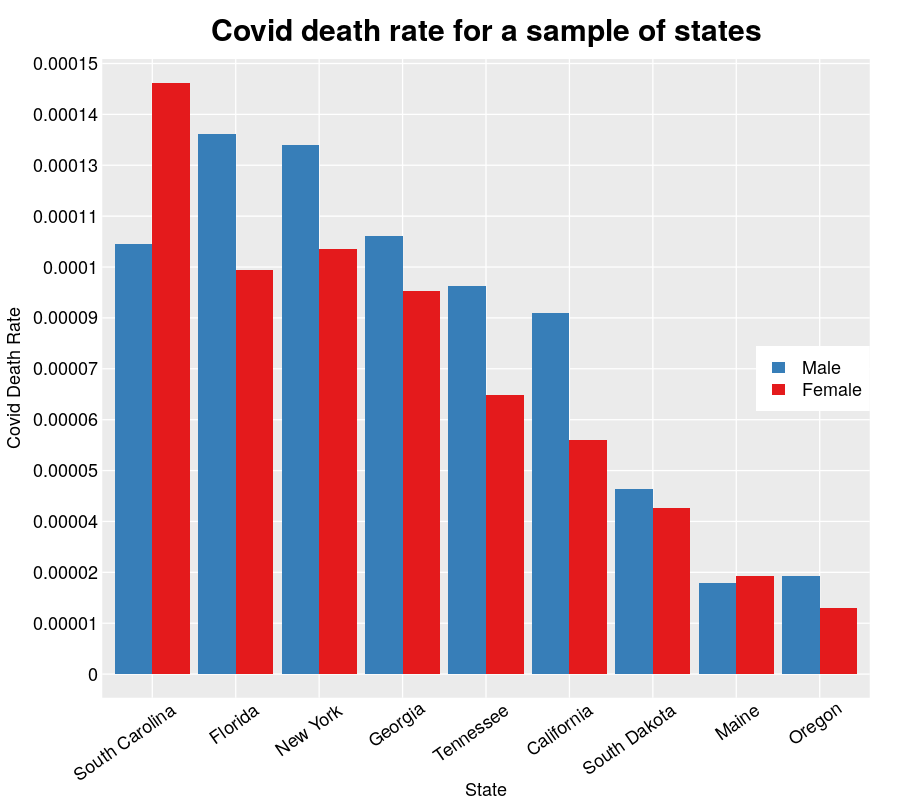 Covid death rate for a sample of states
0.00015
0.00014
0.00013
0.00011
0.0001
0.00009
0.00007
0.00006
0.00005
0.00004
0.00002
0.00001
0
Covid Death Rate
Male
Female
South Carolina
Florida
New York
Georgia
Tennessee
California
South Dakota
Maine
Oregon
State